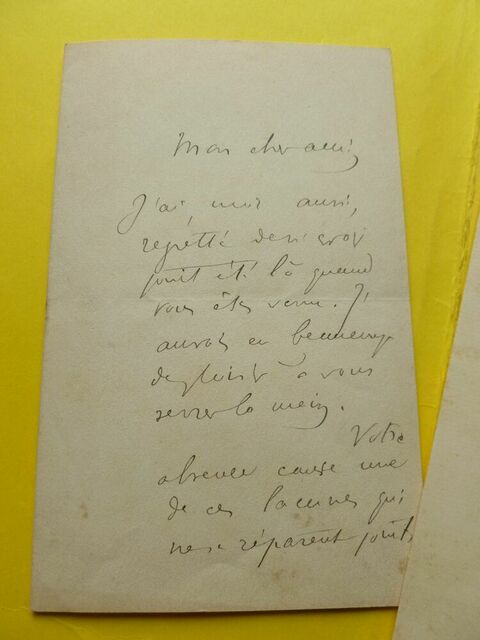 Mon cher ami,
J'ai, moi aussi,
regretté de n'avoir
point été là quand
vous êtes venu. J'
aurois eu beaucoup
de plaisir à vous
serrer la main.
Votre
absence cause une
de ces lacunes qui
ne se réparent point